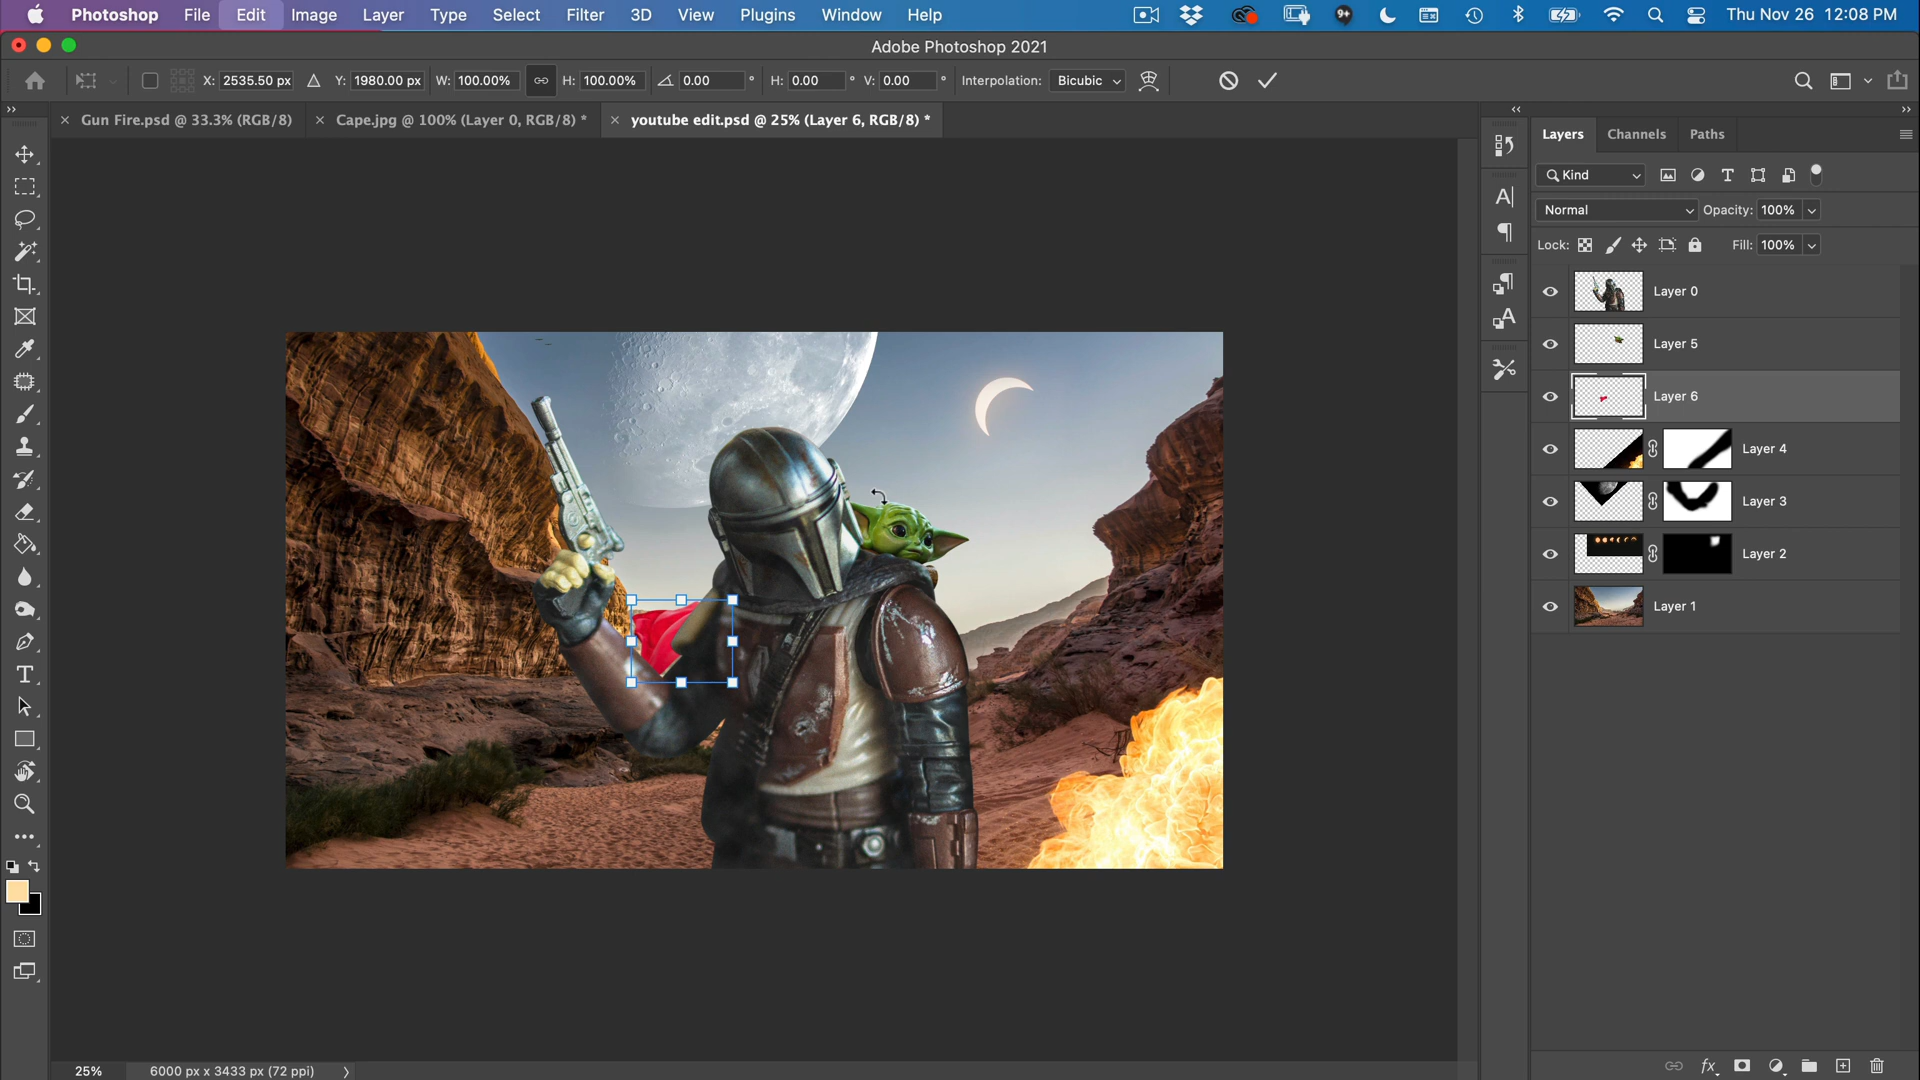 Photoshop File Edit Image Layer Type Select Filter 3D View Plugins Window Help 9+ Thu Nov 26 12:08 PM
Adobe Photoshop 2021
X: 2535.50 px Y: 1980.00 px W: 100.00% H: 100.00% 0.00 ° H: 0.00 ° V: 0.00 ° Interpolation: Bicubic
Gun Fire.psd @ 33.3% (RGB/8) Cape.jpg @ 100% (Layer 0, RGB/8) * youtube edit.psd @ 25% (Layer 6, RGB/8) *
Layers Channels Paths
Kind
Normal Opacity: 100%
Lock: Fill: 100%
Layer 0
Layer 5
Layer 6
Layer 4
Layer 3
Layer 2
Layer 1
25% 6000 px x 3433 px (72 ppi)